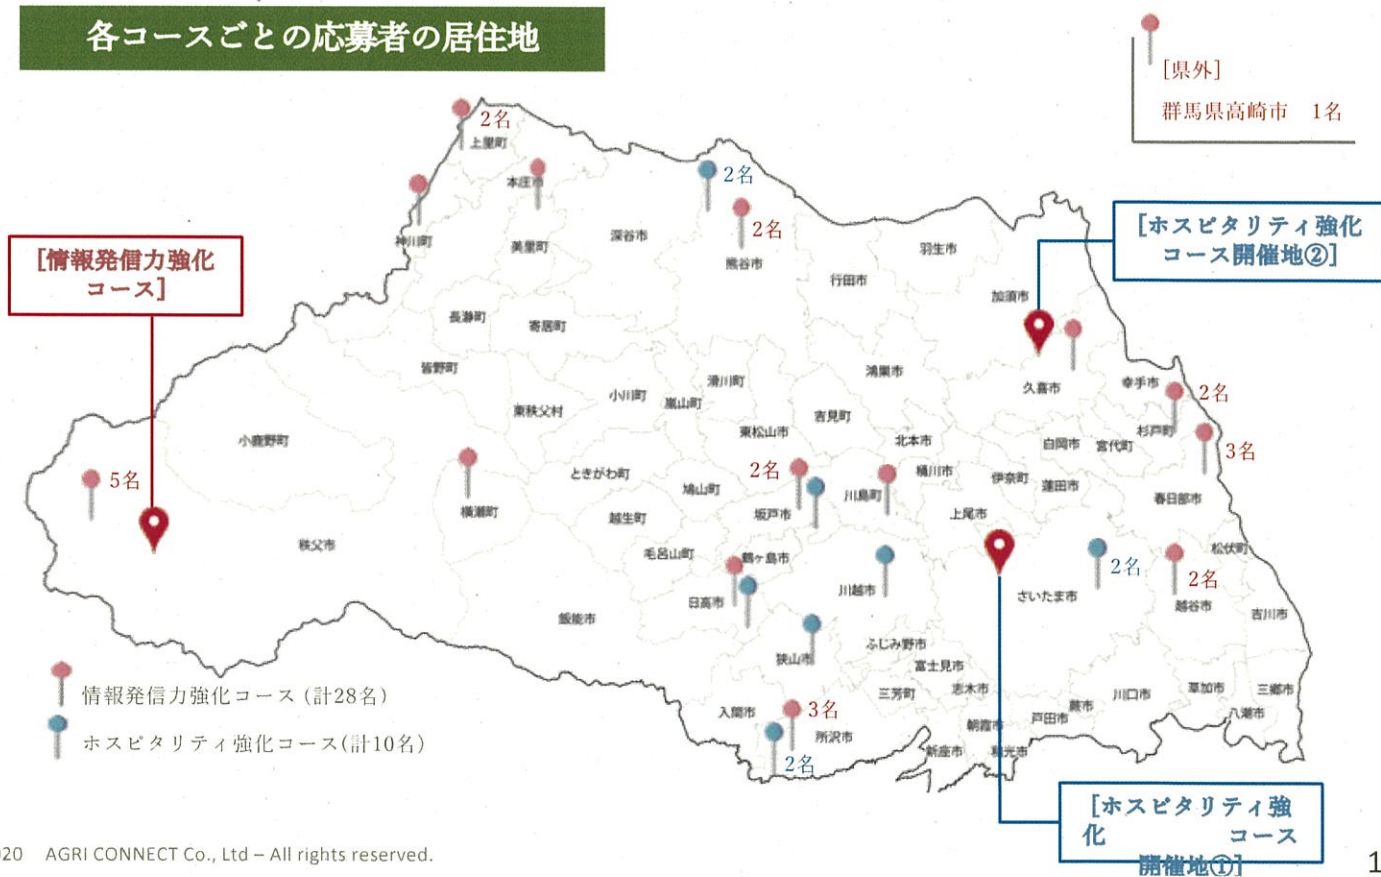 各コースごとの応募者の居住地
[県外]
群馬県高崎市 1名
2名
上里町
本庄市
2名
神川町
美里町
深谷市
2名
熊谷市
羽生市
行田市
加須市
[ホスピタリティ強化
コース開催地②]
[情報発信力強化
コース]
長瀞町
寄居町
皆野町
東秩父村
小川町
嵐山町
滑川町
東松山市
吉見町
鴻巣市
北本市
久喜市
幸手市
2名
杉戸町
白岡市
宮代町
3名
小鹿野町
5名
横瀬町
秩父市
ときがわ町
鳩山町
越生町
毛呂山町
2名
坂戸市
鶴ヶ島市
川島町
桶川市
伊奈町
蓮田市
上尾市
春日部市
松伏町
日高市
川越市
さいたま市
2名
2名
越谷市
吉川市
飯能市
狭山市
ふじみ野市
富士見市
三芳町
志木市
入間市
3名
所沢市
2名
朝霞市
新座市
和光市
戸田市
蕨市
川口市
草加市
八潮市
三郷市
情報発信力強化コース (計28名)
ホスピタリティ強化コース(計10名)
[ホスピタリティ強
化 コース
開催地①]
020 AGRI CONNECT Co., Ltd – All rights reserved.
1